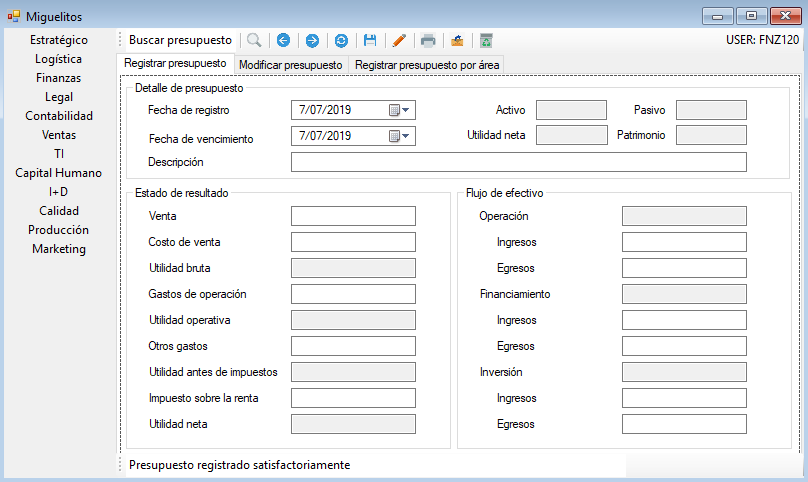 Miguelitos
Estratégico
Logística
Finanzas
Legal
Contabilidad
Ventas
TI
Capital Humano
I+D
Calidad
Producción
Marketing
Buscar presupuesto
USER: FNZ120
Registrar presupuesto
Modificar presupuesto
Registrar presupuesto por área
Detalle de presupuesto
Fecha de registro 7/07/2019 Activo Pasivo
Fecha de vencimiento 7/07/2019 Utilidad neta Patrimonio
Descripción
Estado de resultado
Venta
Costo de venta
Utilidad bruta
Gastos de operación
Utilidad operativa
Otros gastos
Utilidad antes de impuestos
Impuesto sobre la renta
Utilidad neta
Flujo de efectivo
Operación
Ingresos
Egresos
Financiamiento
Ingresos
Egresos
Inversión
Ingresos
Egresos
Presupuesto registrado satisfactoriamente